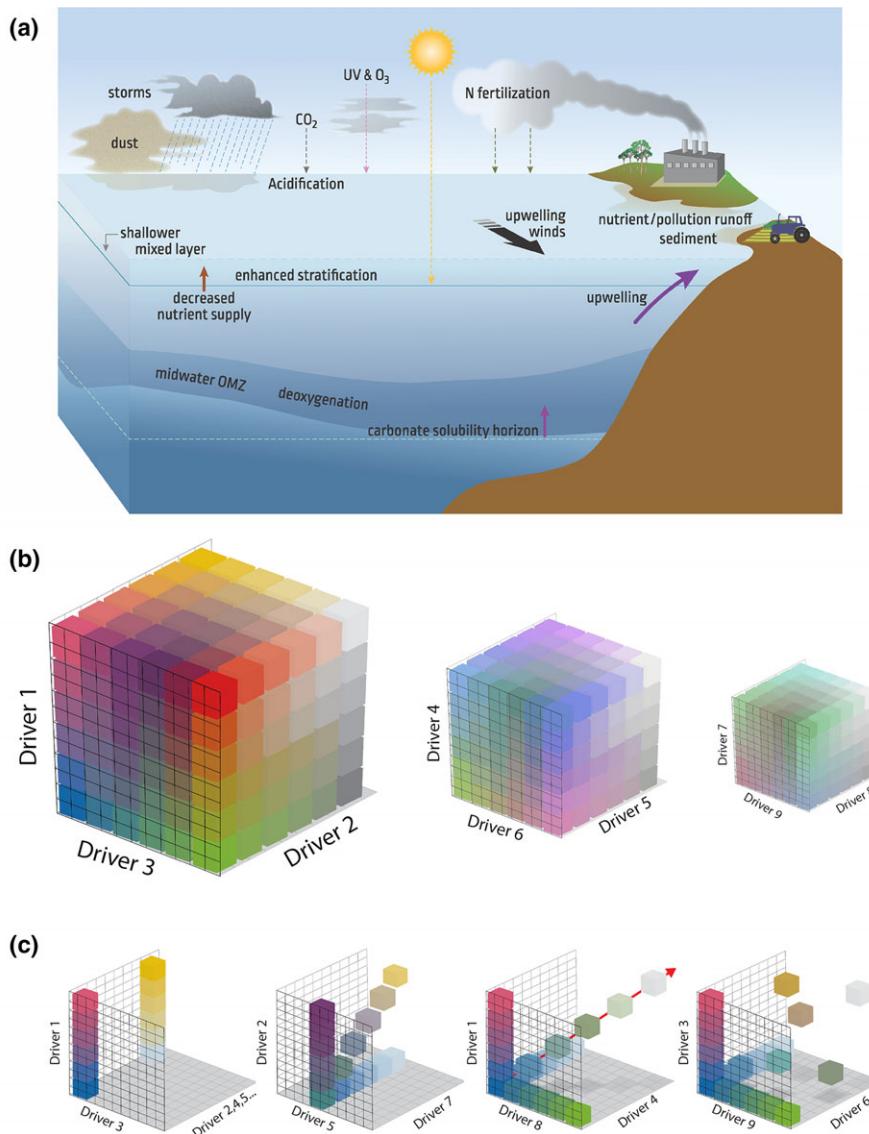 (a)
storms
dust
CO2
UV & O3
N fertilization
Acidification
shallower
mixed layer
upwelling
winds
nutrient/pollution runoff
sediment
enhanced stratification
decreased
nutrient supply
upwelling
midwater OMZ
deoxygenation
carbonate solubility horizon
(b)
Driver 1
Driver 3
Driver 2
Driver 4
Driver 6
Driver 5
Driver 7
Driver 9
Driver
(c)
Driver 1
Driver 3
Driver 2,4,5...
Driver 2
Driver 5
Driver 7
Driver 1
Driver 8
Driver 4
Driver 3
Driver 9
Driver 6